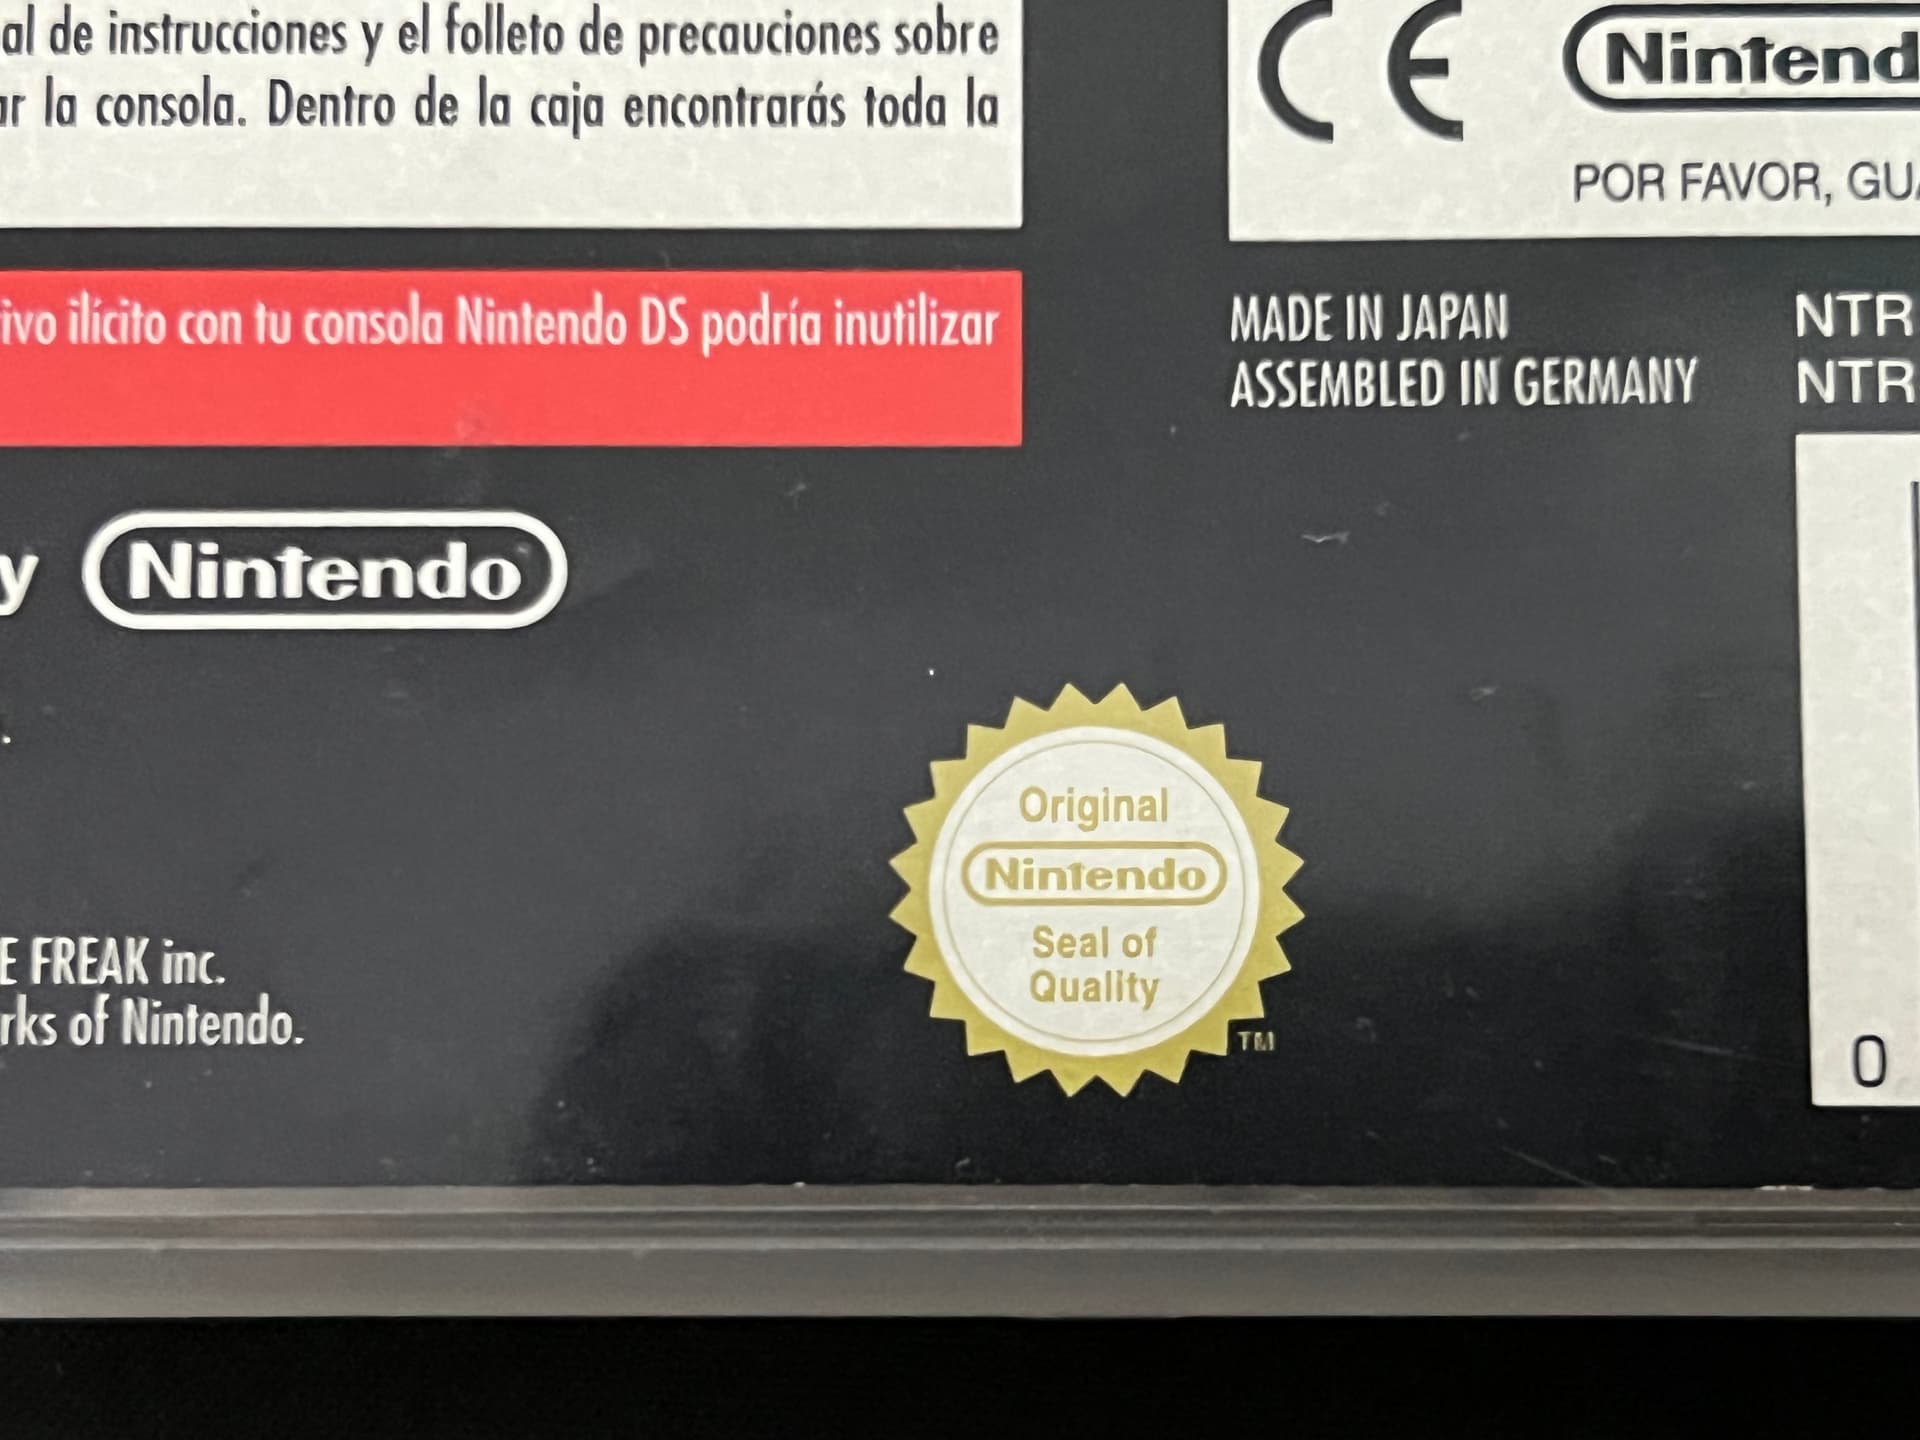 al de instrucciones y el folleto de precauciones sobre
ar la consola. Dentro de la caja encontrarás toda la
CE Nintend
POR FAVOR, GUA
ivo ilícito con tu consola Nintendo DS podría inutilizar
MADE IN JAPAN
ASSEMBLED IN GERMANY
NTR
NTR
y Nintendo
.
Original
Nintendo
Seal of
Quality
TM
E FREAK inc.
rks of Nintendo.
0